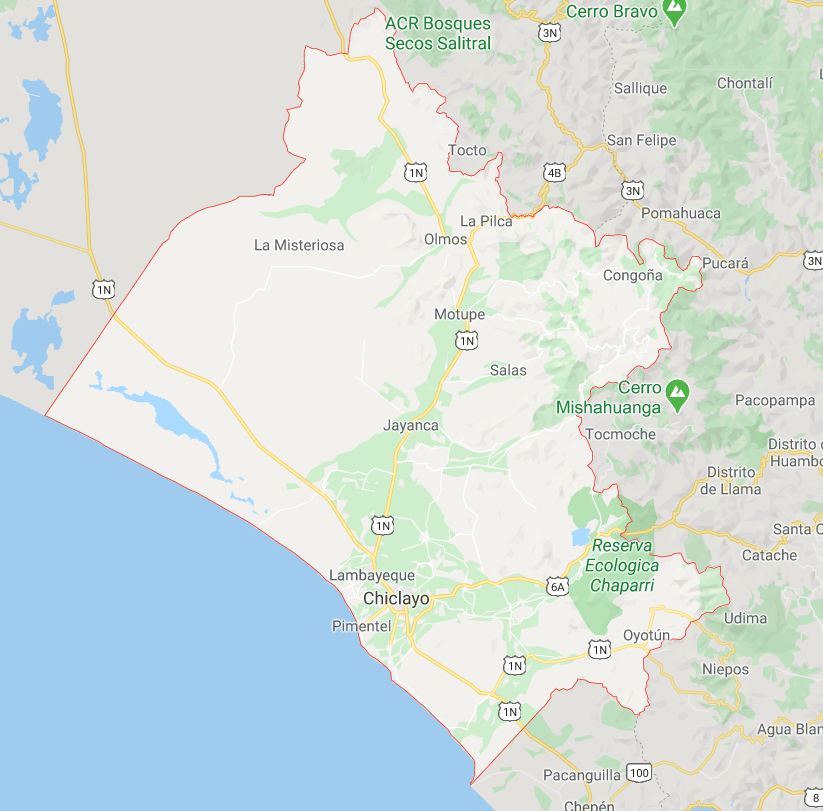 ACR Bosques
Secos Salitral
Cerro Bravo
3N
Sallique
Chontalí
San Felipe
Tocto
1N
4B
3N
Pomahuaca
La Pilca
Olmos
La Misteriosa
Pucará
3N
Congoña
1N
Motupe
1N
Salas
Cerro
Mishahuanga
Pacopampa
Jayanca
Tocmoche
Distrito
Huambo
Distrito
de Llama
1N
Santa C
Reserva
Ecologica
Chaparri
Catache
Lambayeque
6A
Chiclayo
Pimentel
Udima
Oyotún
1N
1N
Niepos
1N
Agua Blan
Pacanguilla
100
8
Chepén